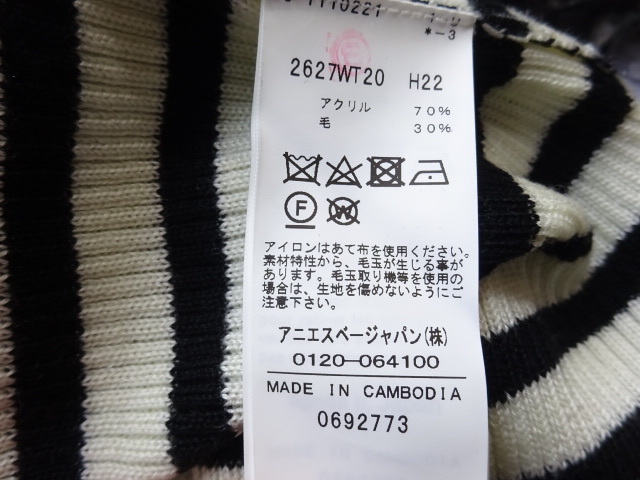 1110221
*-3
2627WT20 H22
アクリル 70%
毛 30%
F W
アイロンはあて布を使用ください。
素材特性から、毛玉が生じる事が
あります。毛玉取り機等を使用の
場合は、生地を傷めないようにご
注意下さい。
アニエスベージャパン(株)
0120-064100
MADE IN CAMBODIA
0692773